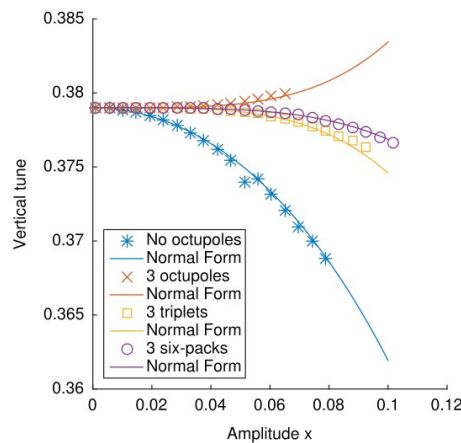 0.385
0.38
0.375
0.37
0.365
0.36
Vertical tune
No octupoles
Normal Form
3 octupoles
Normal Form
3 triplets
Normal Form
3 six-packs
Normal Form
0 0.02 0.04 0.06 0.08 0.1 0.12
Amplitude x